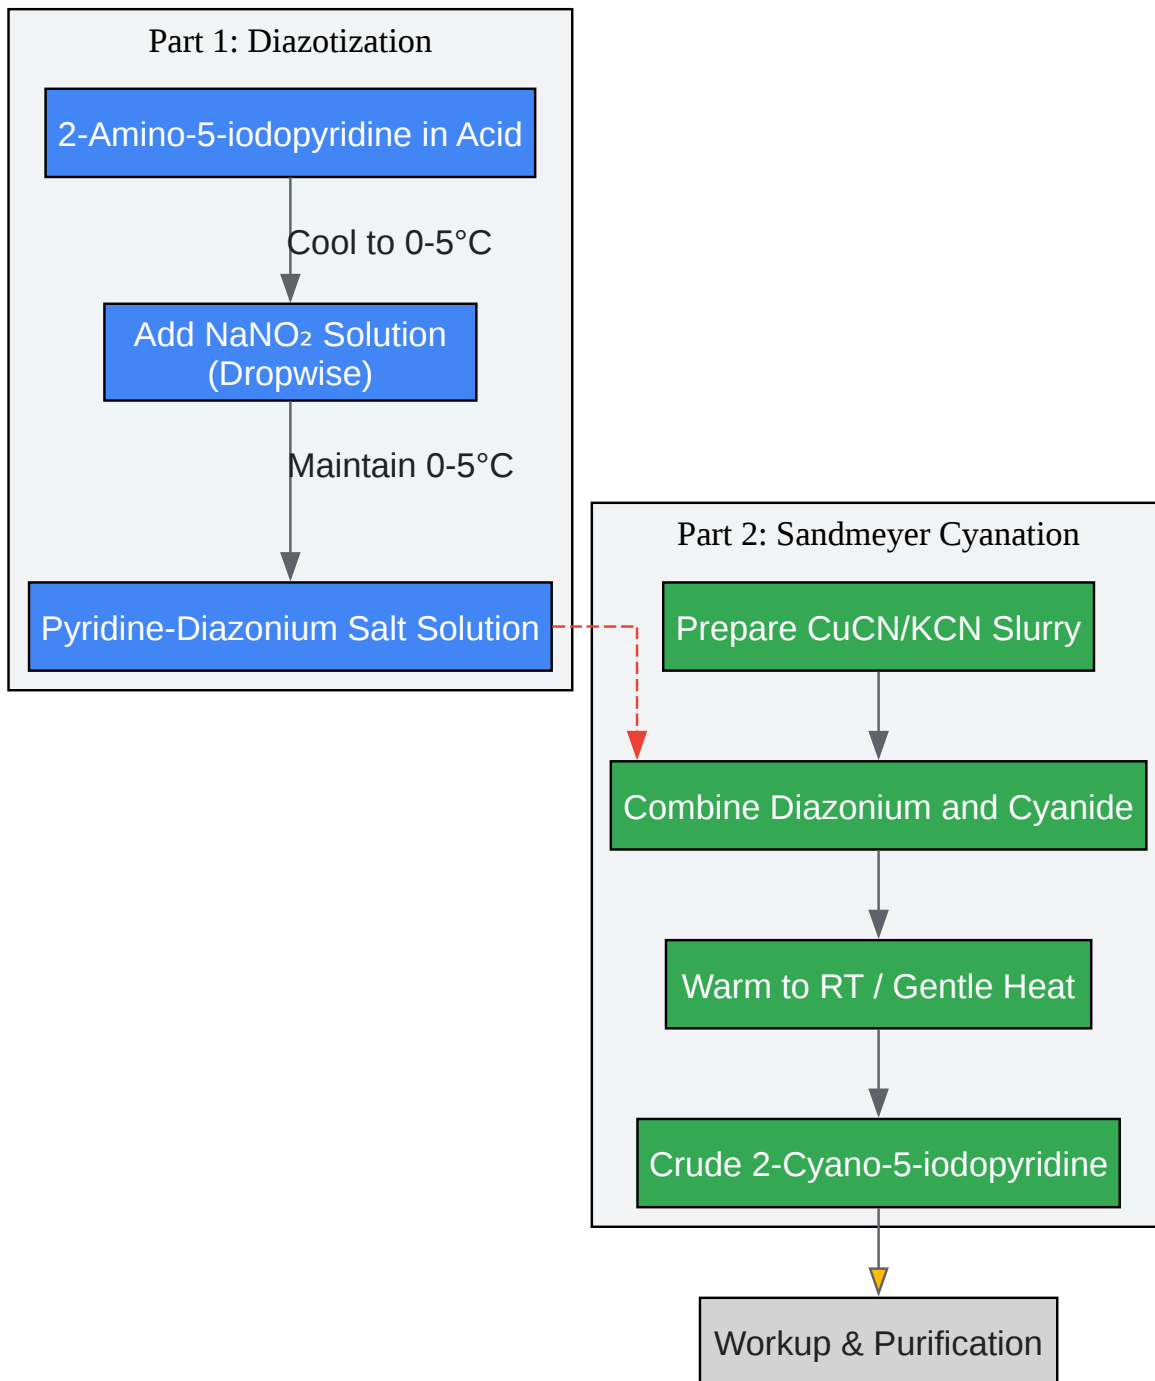 Part 1: Diazotization
2-Amino-5-iodopyridine in Acid
Cool to 0-5°C
Add NaNO₂ Solution
(Dropwise)
Maintain 0-5°C
Pyridine-Diazonium Salt Solution
Part 2: Sandmeyer Cyanation
Prepare CuCN/KCN Slurry
Combine Diazonium and Cyanide
Warm to RT / Gentle Heat
Crude 2-Cyano-5-iodopyridine
Workup & Purification